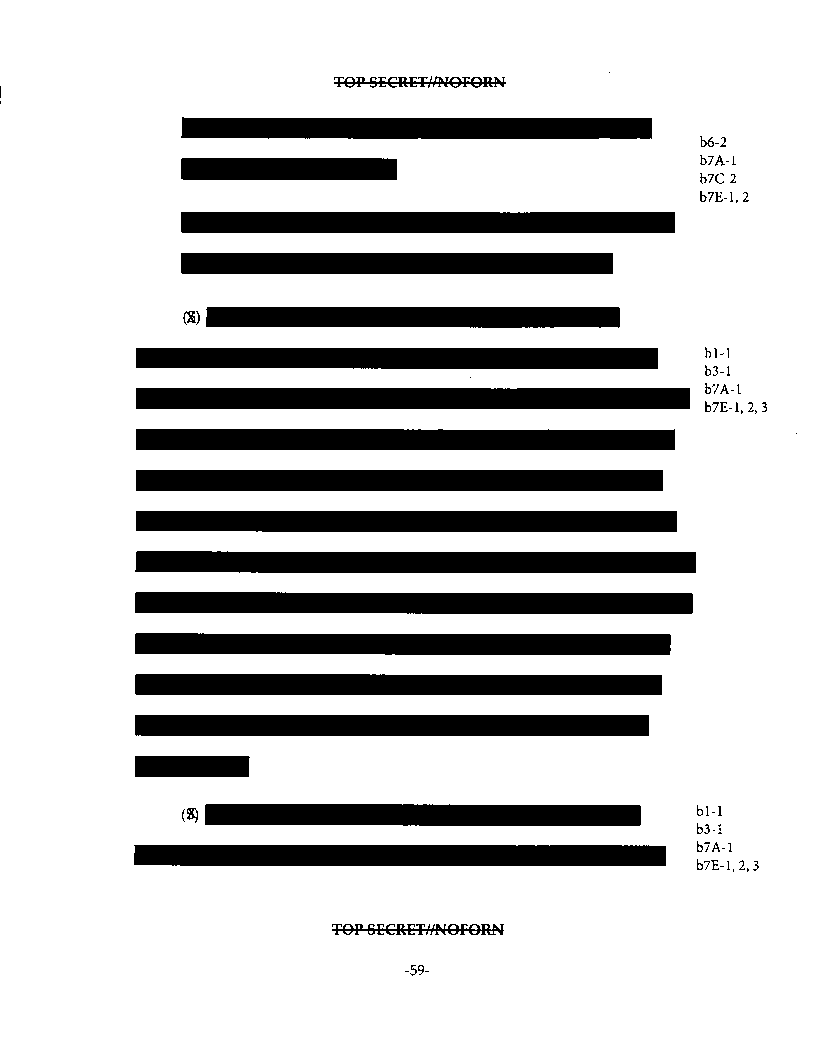 TOP SECRET//NOFORN
b6-2
b7A-1
b7C-2
b7E-1, 2
(S)
b1-1
b3-1
b7A-1
b7E-1, 2, 3
(S)
b1-1
b3-1
b7A-1
b7E-1, 2, 3
TOP SECRET//NOFORN
-59-